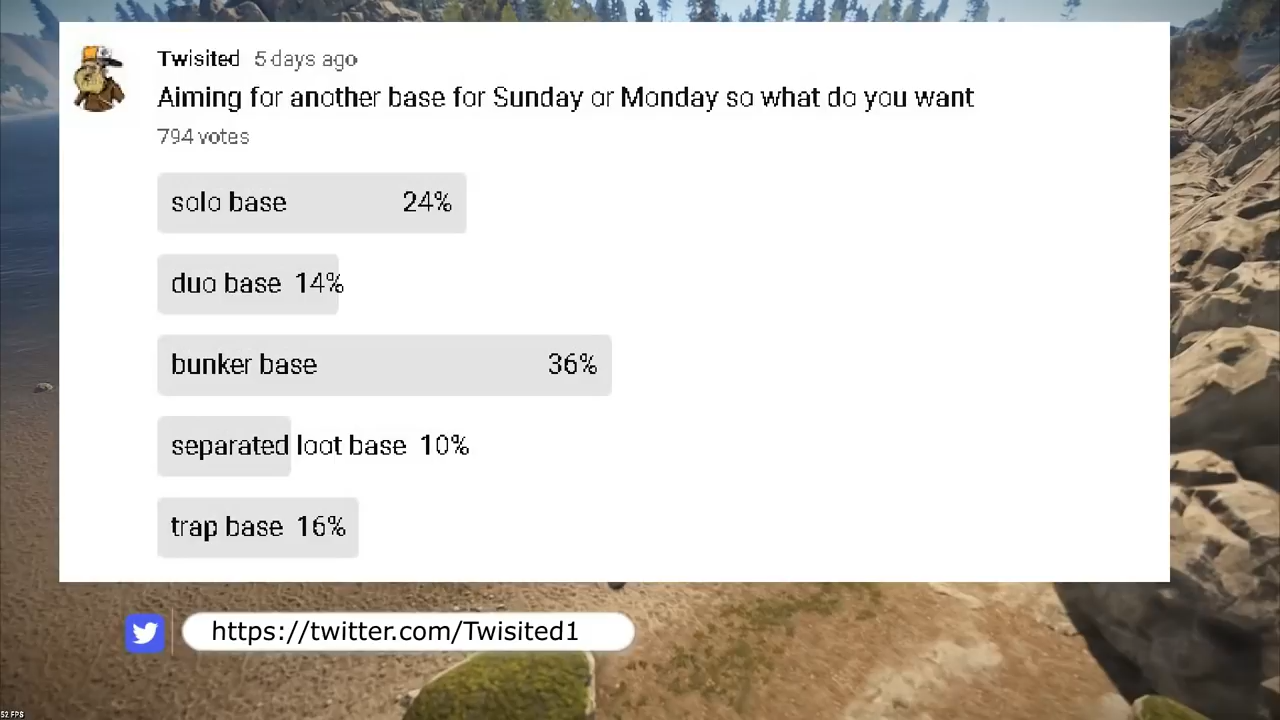 Twisited 5 days ago
Aiming for another base for Sunday or Monday so what do you want
794 votes
solo base 24%
duo base 14%
bunker base 36%
separated loot base 10%
trap base 16%
https://twitter.com/Twisited1
52 FPS